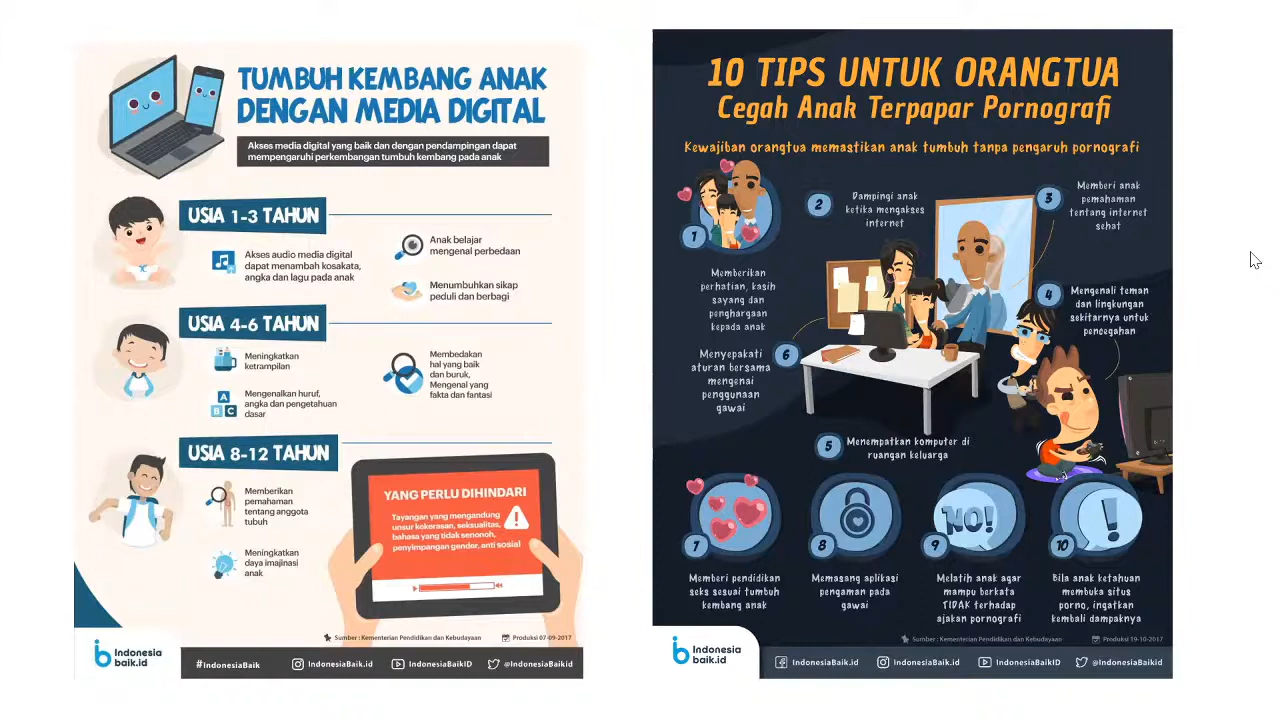 TUMBUH KEMBANG ANAK
DENGAN MEDIA DIGITAL
Akses media digital yang baik dan dengan pendampingan dapat
mempengaruhi perkembangan tumbuh kembang pada anak
USIA 1-3 TAHUN
Akses audio media digital
dapat menambah kosakata,
angka dan lagu pada anak
Anak belajar
mengenal perbedaan
Menumbuhkan sikap
peduli dan berbagi
USIA 4-6 TAHUN
Meningkatkan
ketrampilan
Mengenalkan huruf,
angka dan pengetahuan
dasar
A
B C
Membedakan
hal yang baik
dan buruk,
Mengenal yang
fakta dan fantasi
USIA 8-12 TAHUN
Memberikan
pemahaman
tentang anggota
tubuh
Meningkatkan
daya imajinasi
anak
YANG PERLU DIHINDARI
Tayangan yang mengandung
unsur kekerasan, seksualitas,
bahasa yang tidak senonoh,
penyimpangan gender, anti sosial
Sumber : Kementerian Pendidikan dan Kebudayaan
Produksi 07-09-2017
Indonesia
baik.id
#IndonesiaBaik
IndonesiaBaik.id
IndonesiaBaikID
@IndonesiaBaikid
10 TIPS UNTUK ORANGTUA
Cegah Anak Terpapar Pornografi
Kewajiban orangtua memastikan anak tumbuh tanpa pengaruh pornografi
1
Memberikan
perhatian, kasih
sayang dan
penghargaan
kepada anak
2
Dampingi anak
ketika mengakses
internet
3
Memberi anak
pemahaman
tentang internet
sehat
4
Mengenali teman
dan lingkungan
sekitarnya untuk
pencegahan
5
Menempatkan komputer di
ruangan keluarga
6
Menyepakati
aturan bersama
mengenai
penggunaan
gawai
7
Memberi pendidikan
seks sesuai tumbuh
kembang anak
8
Memasang aplikasi
pengaman pada
gawai
NO!
9
Melatih anak agar
mampu berkata
TIDAK terhadap
ajakan pornografi
!
10
Bila anak ketahuan
membuka situs
porno, ingatkan
kembali dampaknya
Sumber : Kementerian Pendidikan dan Kebudayaan
Produksi 19-10-2017
Indonesia
baik.id
IndonesiaBaik.id
IndonesiaBaik.id
IndonesiaBaikID
@IndonesiaBaikid